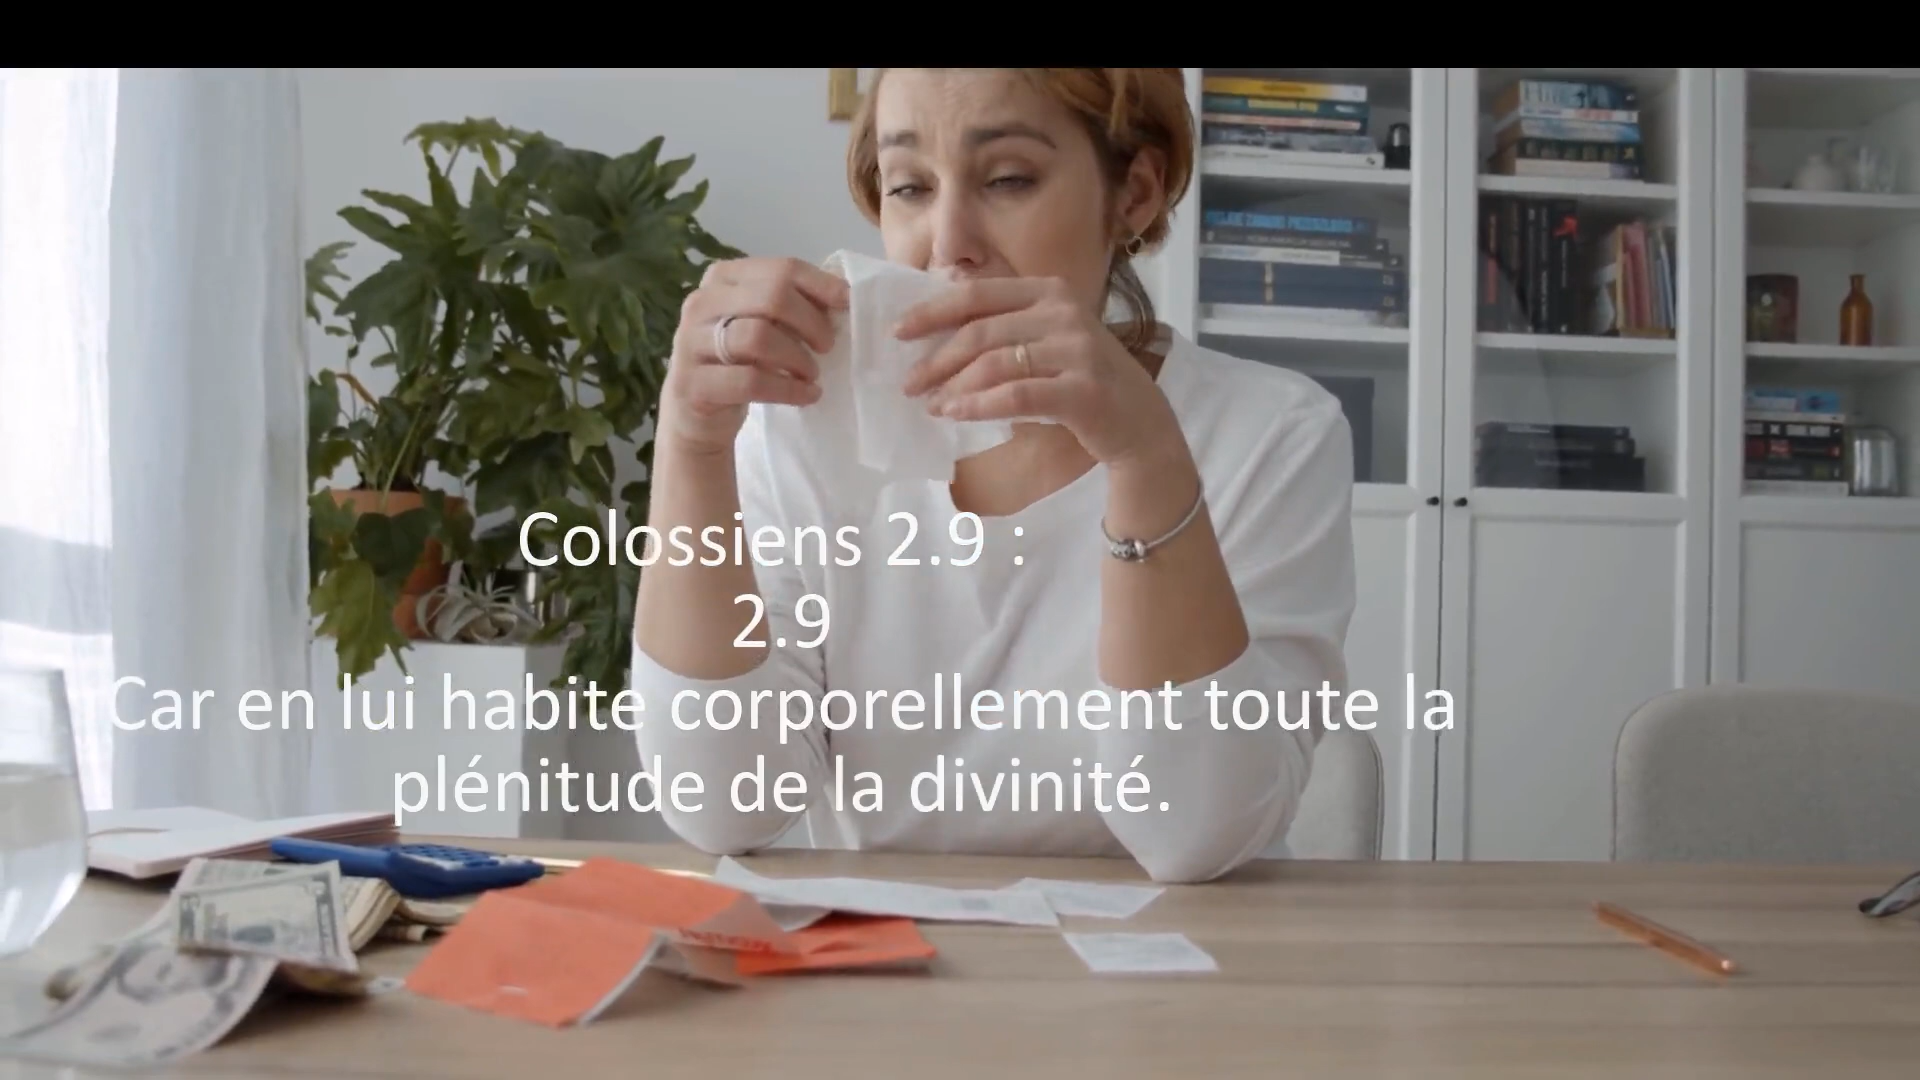 Colossiens 2.9 :
2.9
Car en lui habite corporellement toute la
plénitude de la divinité.